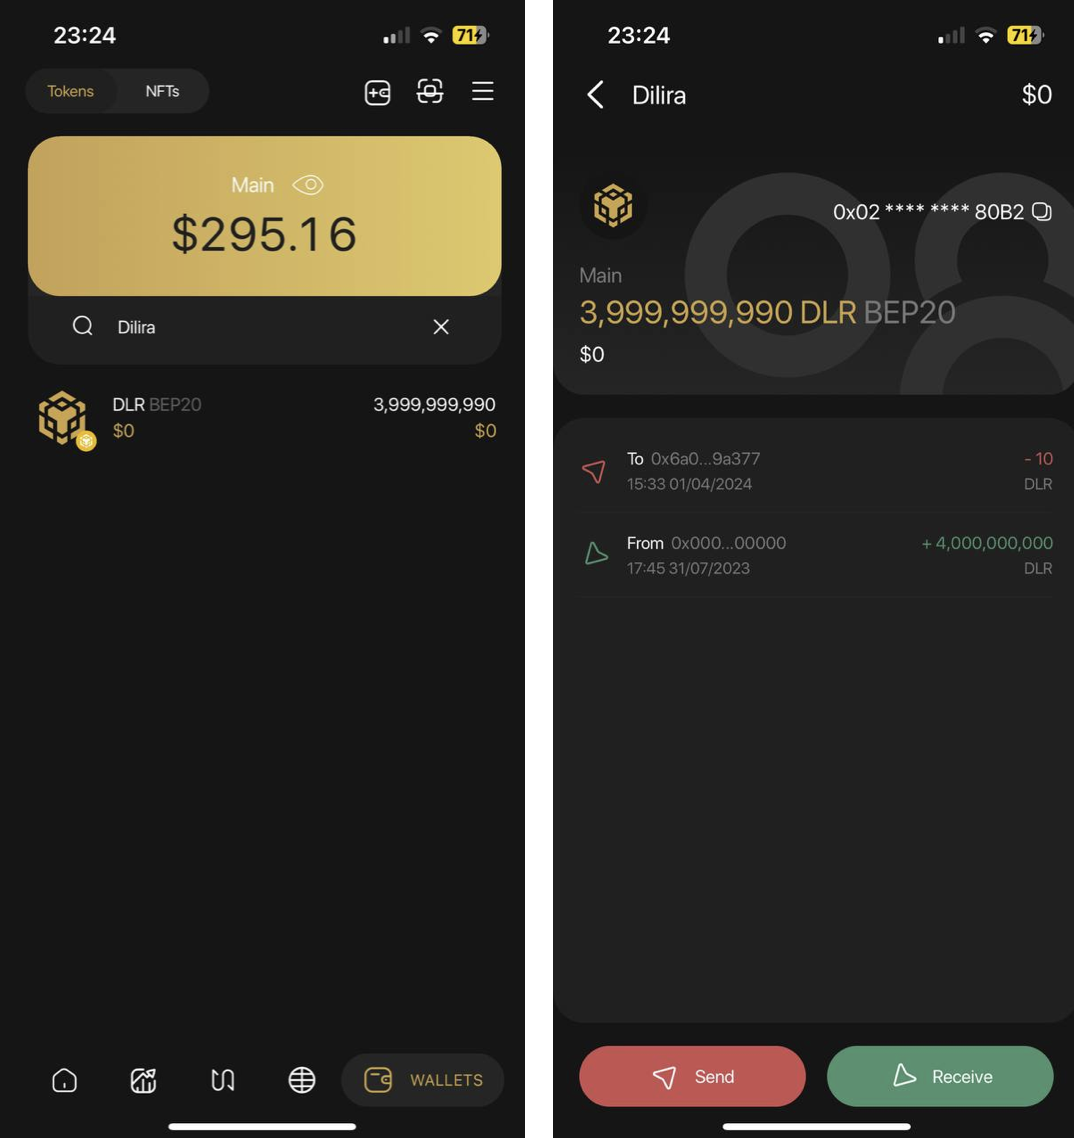 23:24
71
Tokens
NFTs
Main
$295.16
Dilira
DLR BEP20
3,999,999,990
$0
$0
WALLETS
23:24
71
Dilira
$0
0x02 **** **** 80B2
Main
3,999,999,990 DLR BEP20
$0
To 0x6a0...9a377
- 10
15:33 01/04/2024
DLR
From 0x000...00000
+ 4,000,000,000
17:45 31/07/2023
DLR
Send
Receive